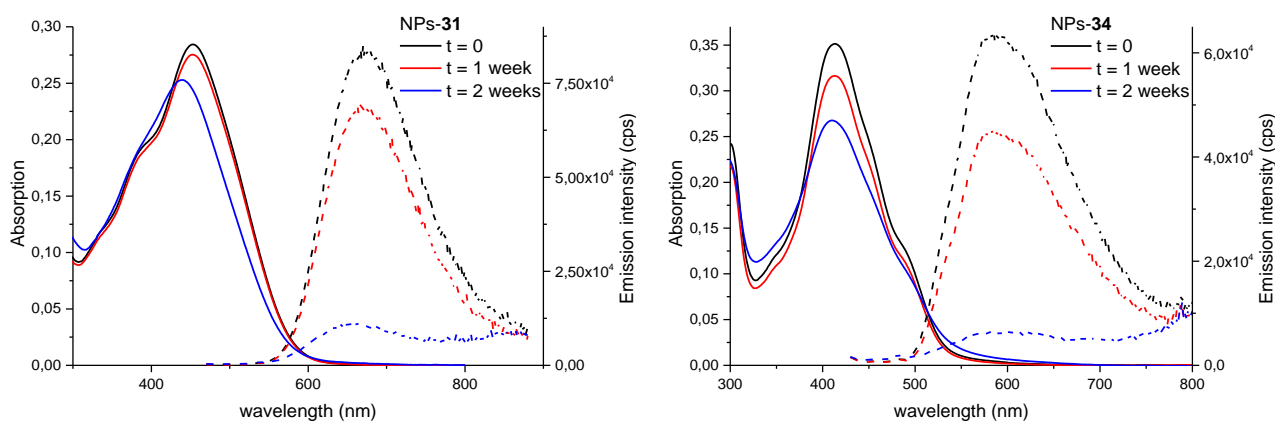 NPs-31
t = 0
t = 1 week
t = 2 weeks
0,30
0,25
0,20
0,15
0,10
0,05
0,00
Absorption
400
600
800
wavelength (nm)
7,50x10⁴
5,00x10⁴
2,50x10⁴
0,00
Emission intensity (cps)
NPs-34
t = 0
t = 1 week
t = 2 weeks
0,35
0,30
0,25
0,20
0,15
0,10
0,05
0,00
Absorption
300
400
500
600
700
800
wavelength (nm)
6,0x10⁴
4,0x10⁴
2,0x10⁴
0,0
Emission intensity (cps)